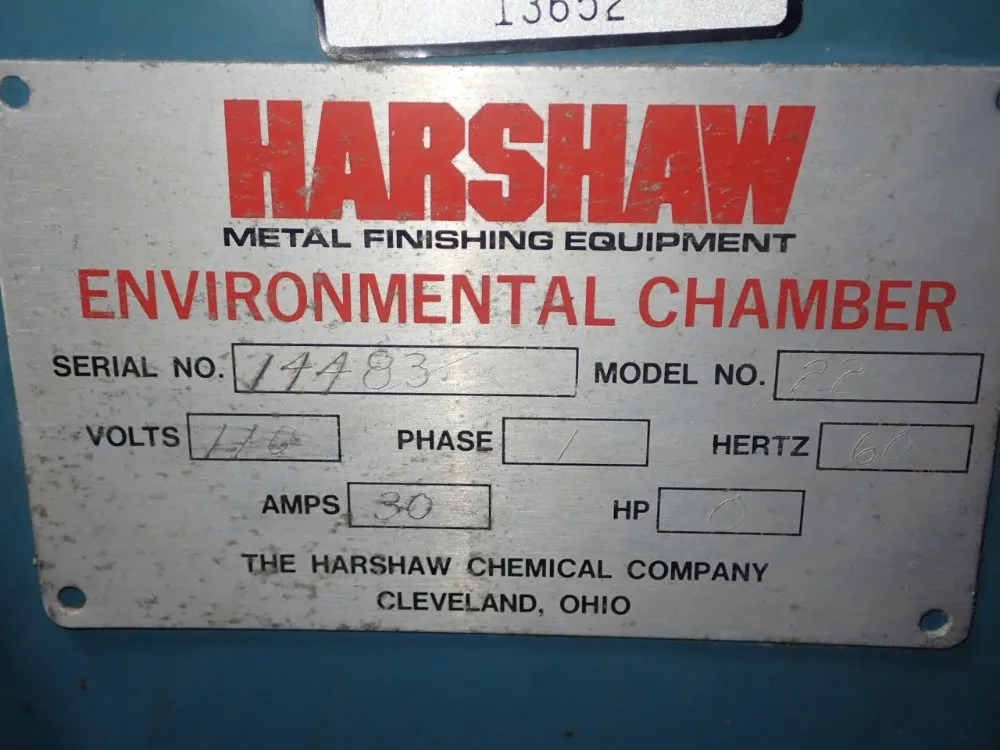 13652
HARSHAW
METAL FINISHING EQUIPMENT
ENVIRONMENTAL CHAMBER
SERIAL NO. 14483 MODEL NO. 22
VOLTS 110 PHASE 1 HERTZ 60
AMPS 30 HP 0
THE HARSHAW CHEMICAL COMPANY
CLEVELAND, OHIO